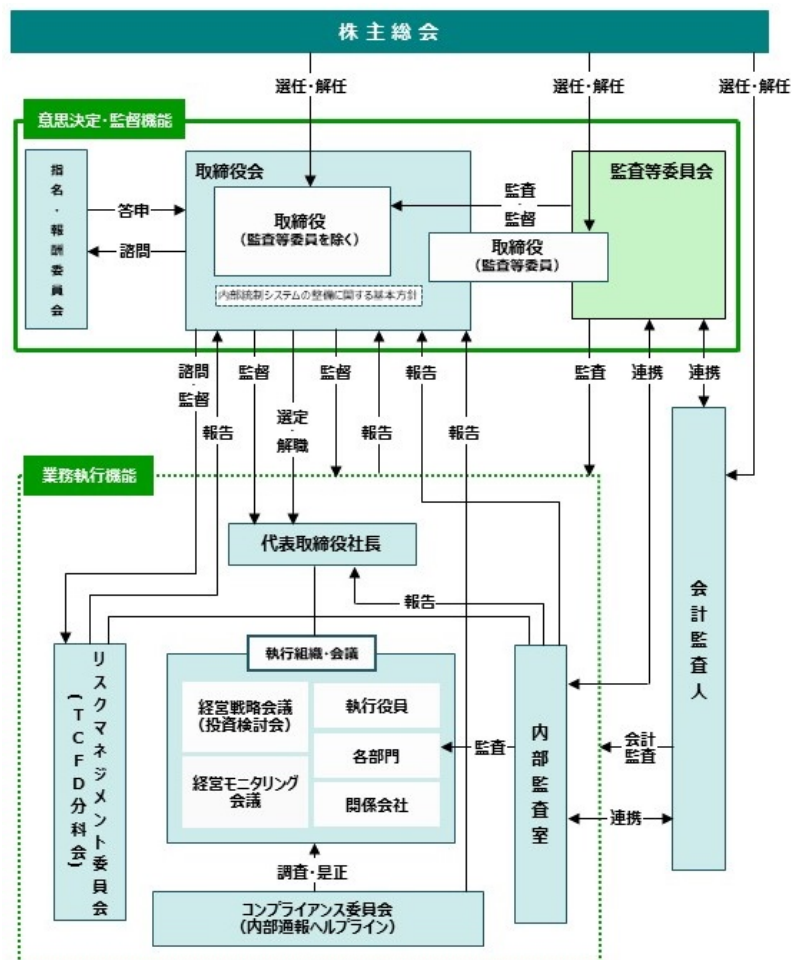 株主総会
選任・解任
選任・解任
選任・解任
意思決定・監督機能
指名・報酬委員会
答申
諮問
取締役会
取締役
（監査等委員を除く）
内部統制システムの整備に関する基本方針
監査
・
監督
取締役
（監査等委員）
監査等委員会
諮問
・
監督
報告
監督
選定
・
解職
監督
報告
報告
報告
監査
連携
連携
業務執行機能
代表取締役社長
報告
執行組織・会議
経営戦略会議
（投資検討会）
経営モニタリング
会議
執行役員
各部門
関係会社
リスクマネジメント委員会
（TCFD分科会）
監査
内部監査室
会計
監査
連携
会計監査人
調査・是正
コンプライアンス委員会
（内部通報ヘルプライン）